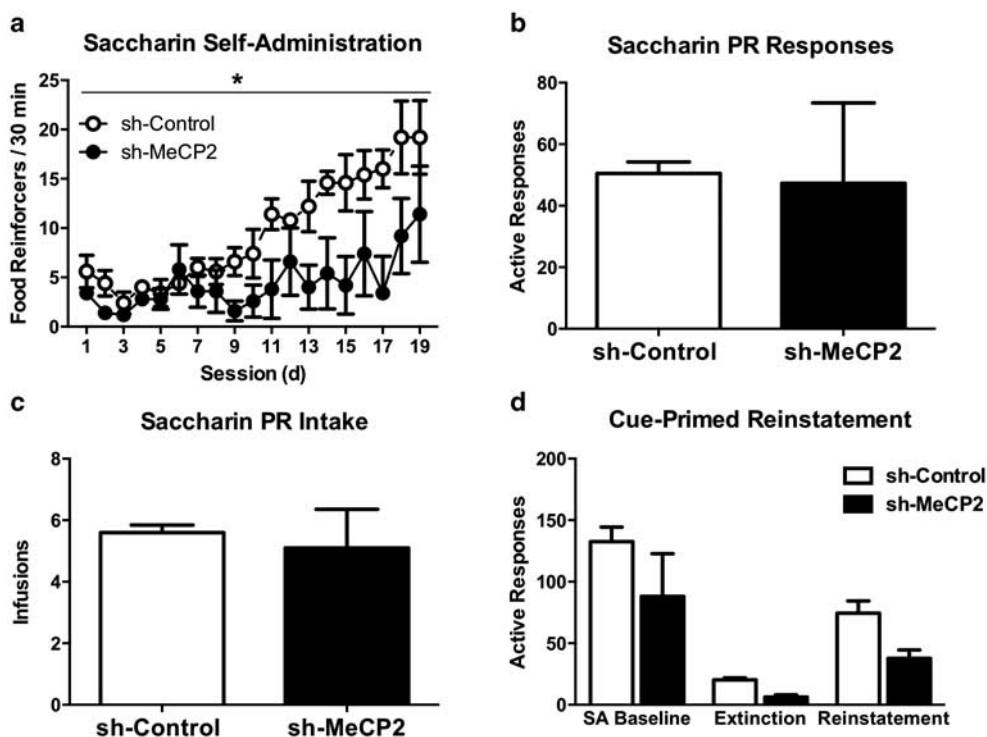 a
Saccharin Self-Administration
*
25
20
15
10
5
0
Food Reinforcers / 30 min
sh-Control
sh-MeCP2
1 3 5 7 9 11 13 15 17 19
Session (d)
b
Saccharin PR Responses
80
60
40
20
0
Active Responses
sh-Control sh-MeCP2
c
Saccharin PR Intake
8
6
4
2
0
Infusions
sh-Control sh-MeCP2
d
Cue-Primed Reinstatement
200
150
100
50
0
Active Responses
sh-Control
sh-MeCP2
SA Baseline Extinction Reinstatement